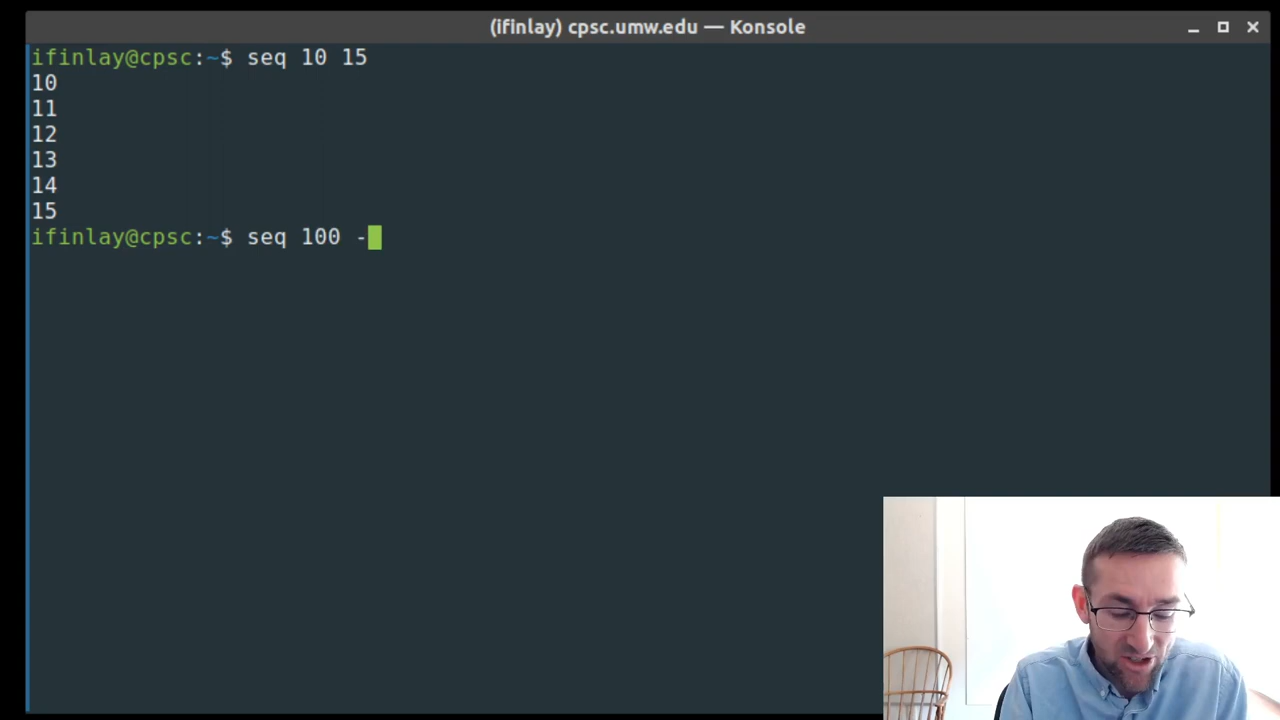 (ifinlay) cpsc.umw.edu — Konsole
ifinlay@cpsc:~$ seq 10 15
10
11
12
13
14
15
ifinlay@cpsc:~$ seq 100 -